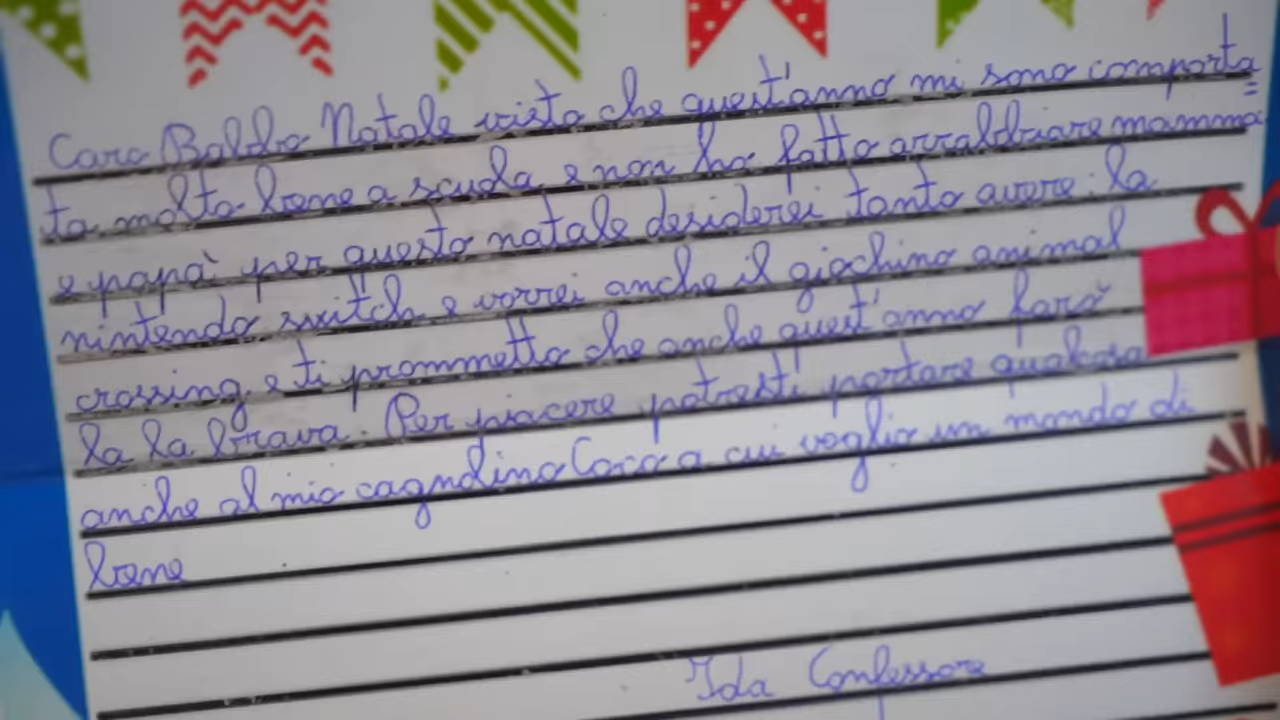 Caro Babbo Natale visto che quest'anno mi sono comporta=
ta molto bene a scuola e non ho fatto arrabbiare mamma
e papà per questo natale desiderei tanto avere: la
nintendo switch e vorrei anche il giochino animal
crossing e ti prommetto che anche quest'anno farò
la la brava. Per piacere potresti portare qualcosa
anche al mio cagnolino Cocco a cui voglio un mondo di
bene
Ida Confessore